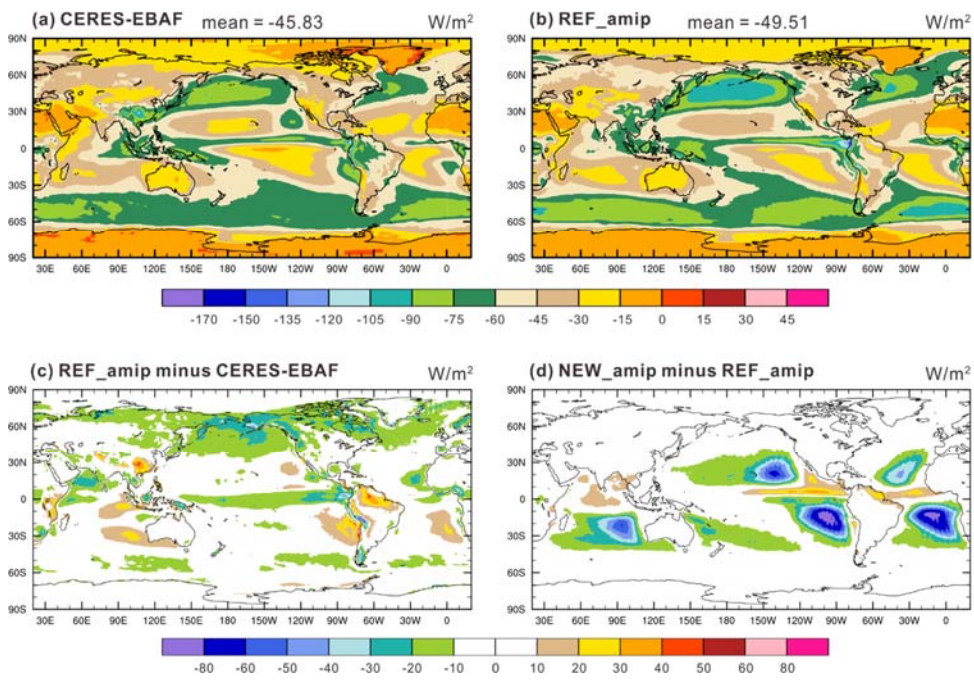 (a) CERES-EBAF mean = -45.83 W/m²
(b) REF_amip mean = -49.51 W/m²
90N
60N
30N
0
30S
60S
90S
30E 60E 90E 120E 150E 180 150W 120W 90W 60W 30W 0
90N
60N
30N
0
30S
60S
90S
30E 60E 90E 120E 150E 180 150W 120W 90W 60W 30W 0
-170 -150 -135 -120 -105 -90 -75 -60 -45 -30 -15 0 15 30 45
(c) REF_amip minus CERES-EBAF W/m²
(d) NEW_amip minus REF_amip W/m²
90N
60N
30N
0
30S
60S
90S
30E 60E 90E 120E 150E 180 150W 120W 90W 60W 30W 0
90N
60N
30N
0
30S
60S
90S
30E 60E 90E 120E 150E 180 150W 120W 90W 60W 30W 0
-80 -60 -50 -40 -30 -20 -10 0 10 20 30 40 50 60 80